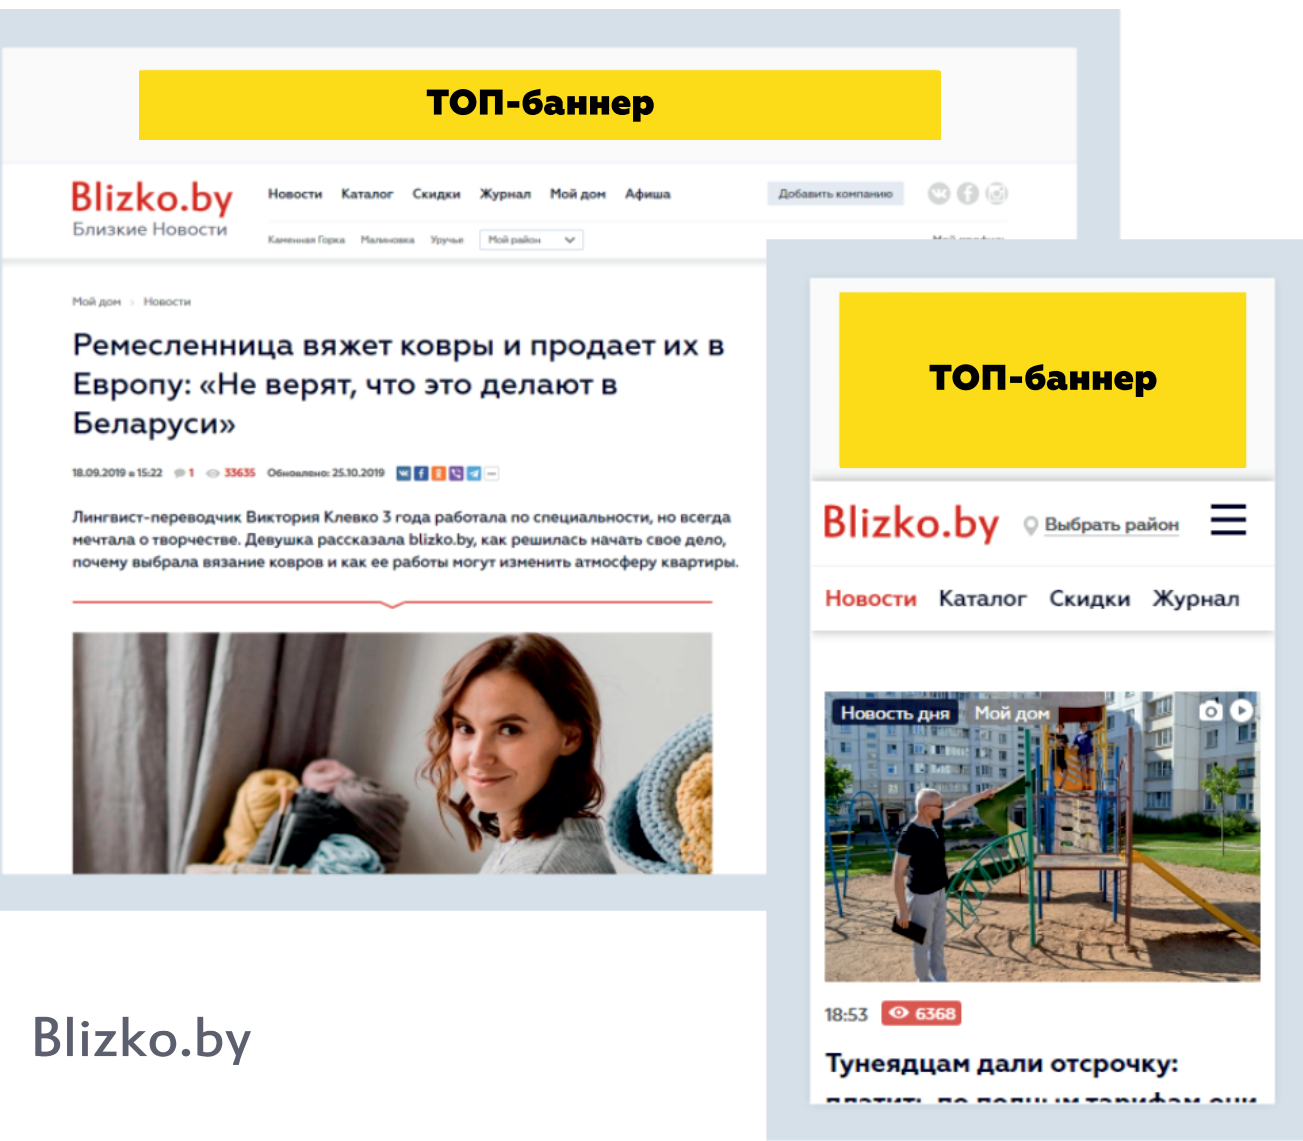 ТОП-баннер
Blizko.by
Близкие Новости
Новости Каталог Скидки Журнал Мой дом Афиша
Добавить компанию
Каменная Горка Малиновка Уручье Мой район
Мой дом > Новости
Ремесленница вяжет ковры и продает их в
Европу: «Не верят, что это делают в
Беларуси»
18.09.2019 в 15:22 1 33635 Обновлено: 25.10.2019
Лингвист-переводчик Виктория Клевко 3 года работала по специальности, но всегда
мечтала о творчестве. Девушка рассказала blizko.by, как решилась начать свое дело,
почему выбрала вязание ковров и как ее работы могут изменить атмосферу квартиры.
ТОП-баннер
Blizko.by Выбрать район
Новости Каталог Скидки Журнал
Новость дня Мой дом
18:53 6368
Тунеядцам дали отсрочку:
платить по полным тарифам они
Blizko.by